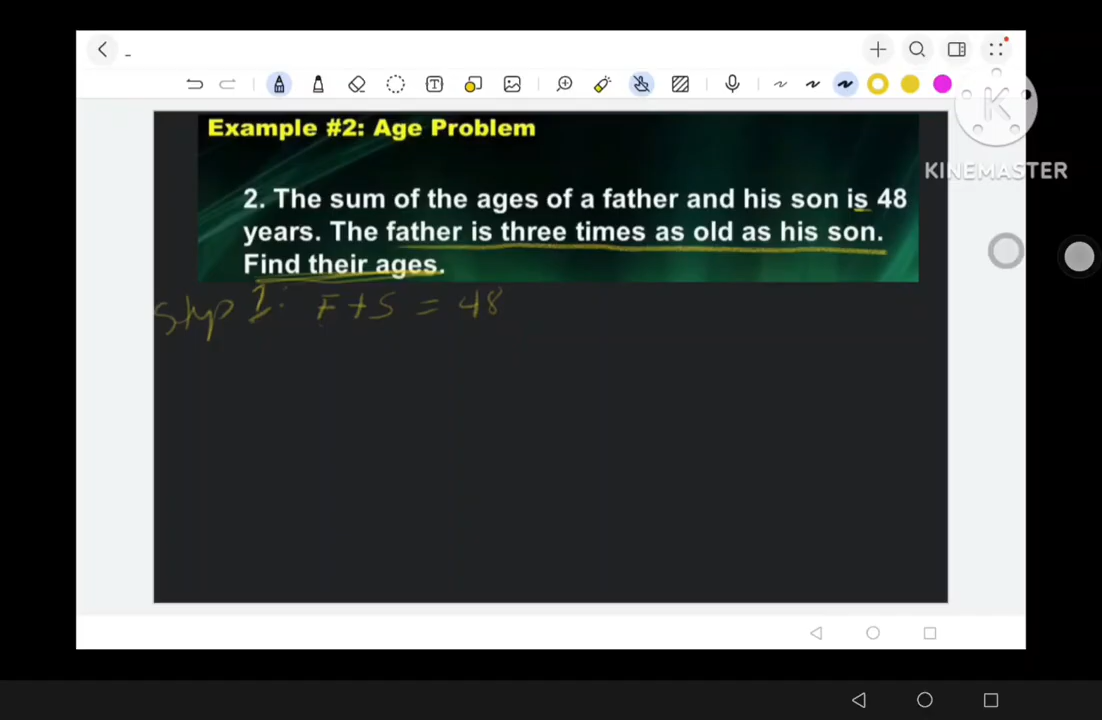 K
KINEMASTER
Example #2: Age Problem
2. The sum of the ages of a father and his son is 48
years. The father is three times as old as his son.
Find their ages.
Step 1: F + S = 48